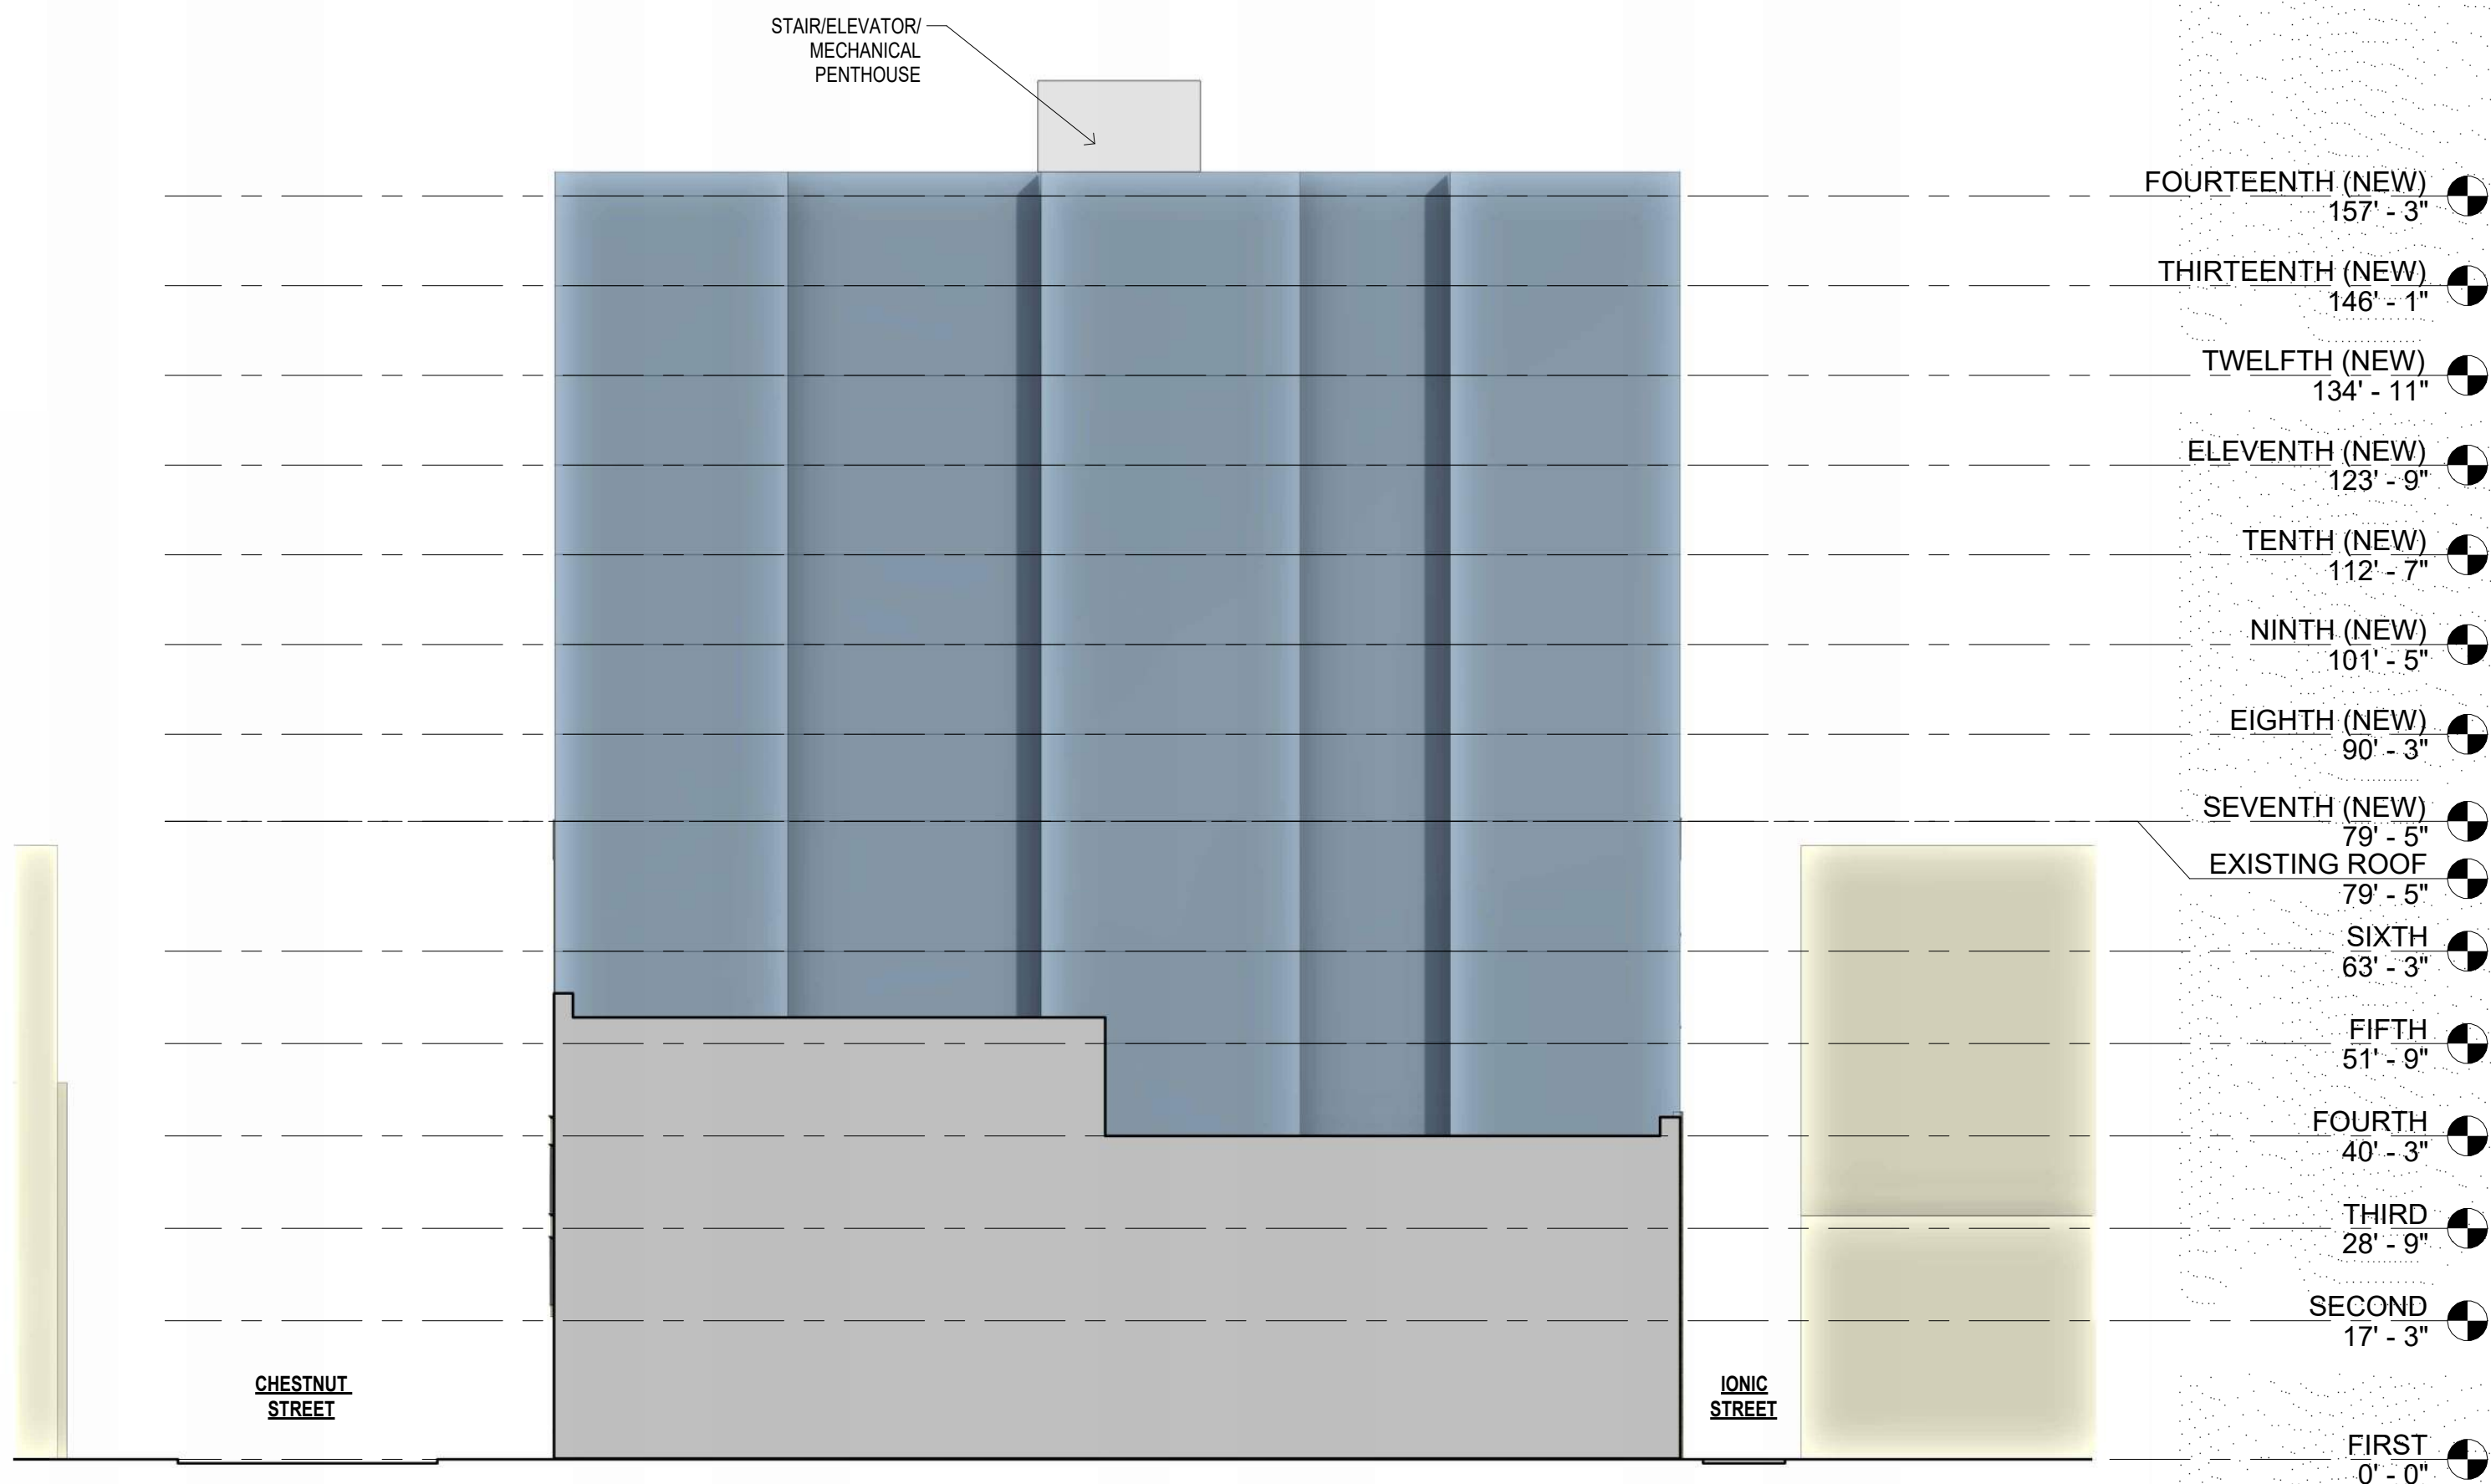 STAIR/ELEVATOR/
MECHANICAL
PENTHOUSE
FOURTEENTH (NEW)
157' - 3"
THIRTEENTH (NEW)
146' - 1"
TWELFTH (NEW)
134' - 11"
ELEVENTH (NEW)
123' - 9"
TENTH (NEW)
112' - 7"
NINTH (NEW)
101' - 5"
EIGHTH (NEW)
90' - 3"
SEVENTH (NEW)
79' - 5"
EXISTING ROOF
79' - 5"
SIXTH
63' - 3"
FIFTH
51' - 9"
FOURTH
40' - 3"
THIRD
28' - 9"
SECOND
17' - 3"
CHESTNUT
STREET
IONIC
STREET
FIRST
0' - 0"